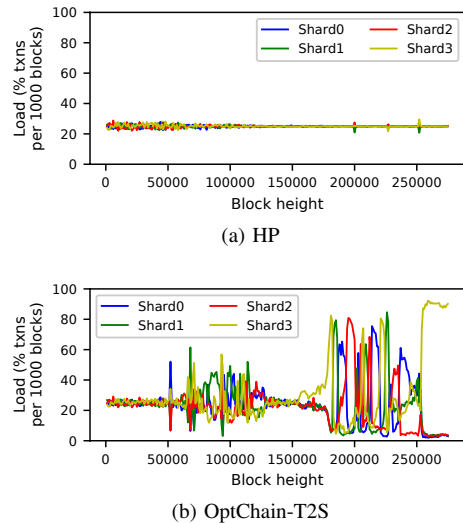 100
80
60
40
20
0
Load (% txns
per 1000 blocks)
Shard0
Shard1
Shard2
Shard3
0 50000 100000 150000 200000 250000
Block height
(a) HP
100
80
60
40
20
0
Load (% txns
per 1000 blocks)
Shard0
Shard1
Shard2
Shard3
0 50000 100000 150000 200000 250000
Block height
(b) OptChain-T2S